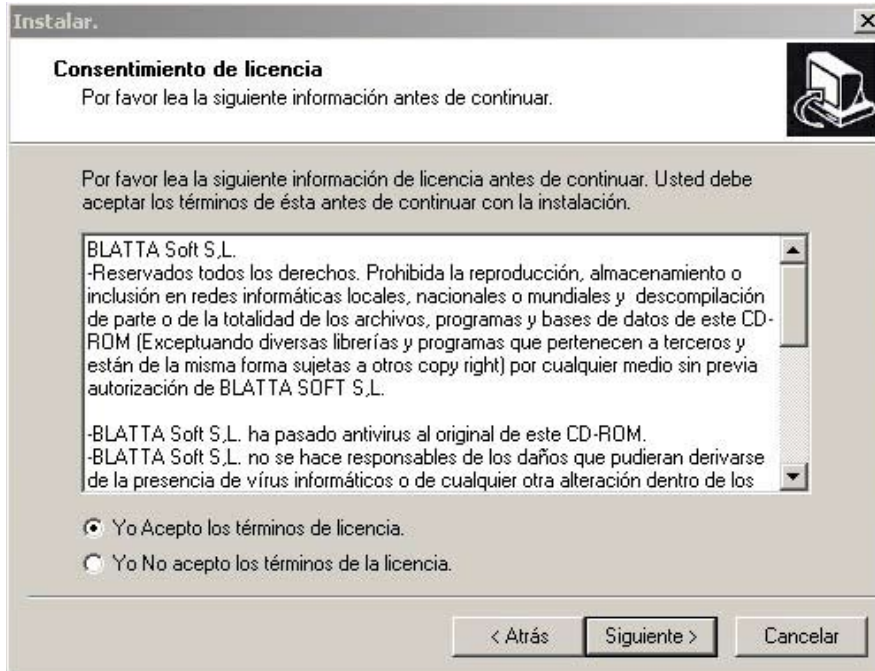 Instalar.
Consentimiento de licencia
Por favor lea la siguiente información antes de continuar.
Por favor lea la siguiente información de licencia antes de continuar. Usted debe
aceptar los términos de ésta antes de continuar con la instalación.
BLATTA Soft S,L.
-Reservados todos los derechos. Prohibida la reproducción, almacenamiento o
inclusión en redes informáticas locales, nacionales o mundiales y  descompilación
de parte o de la totalidad de los archivos, programas y bases de datos de este CD-
ROM (Exceptuando diversas librerías y programas que pertenecen a terceros y
están de la misma forma sujetas a otros copy right) por cualquier medio sin previa
autorización de BLATTA SOFT S,L.
-BLATTA Soft S,L. ha pasado antivirus al original de este CD-ROM.
-BLATTA Soft S,L. no se hace responsables de los daños que pudieran derivarse
de la presencia de vírus informáticos o de cualquier otra alteración dentro de los
Yo Acepto los términos de licencia.
Yo No acepto los términos de la licencia.
< Atrás
Siguiente >
Cancelar